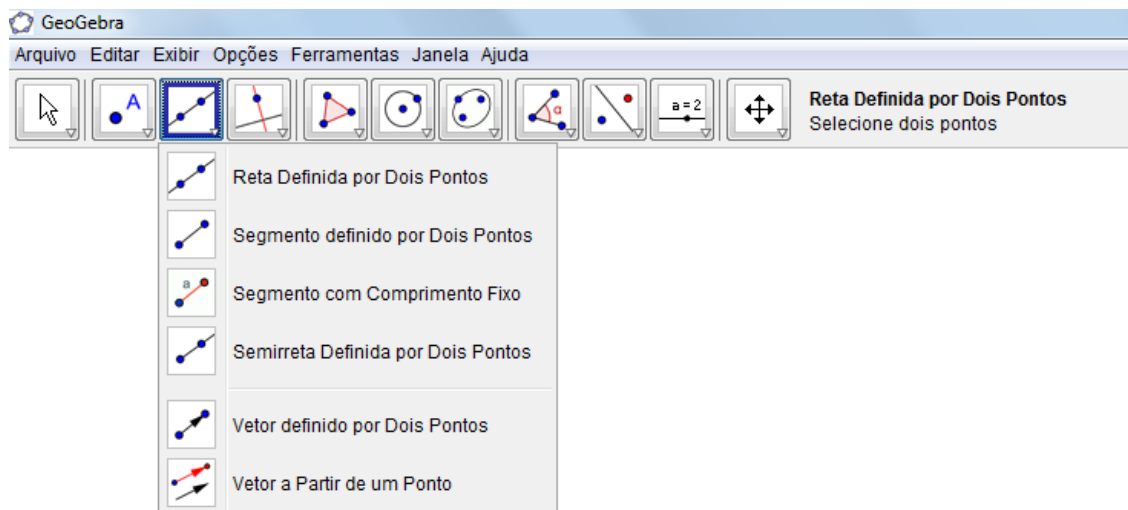 GeoGebra
Arquivo Editar Exibir Opções Ferramentas Janela Ajuda
A
α
a = 2
Reta Definida por Dois Pontos
Selecione dois pontos
Reta Definida por Dois Pontos
Segmento definido por Dois Pontos
a
Segmento com Comprimento Fixo
Semirreta Definida por Dois Pontos
Vetor definido por Dois Pontos
Vetor a Partir de um Ponto